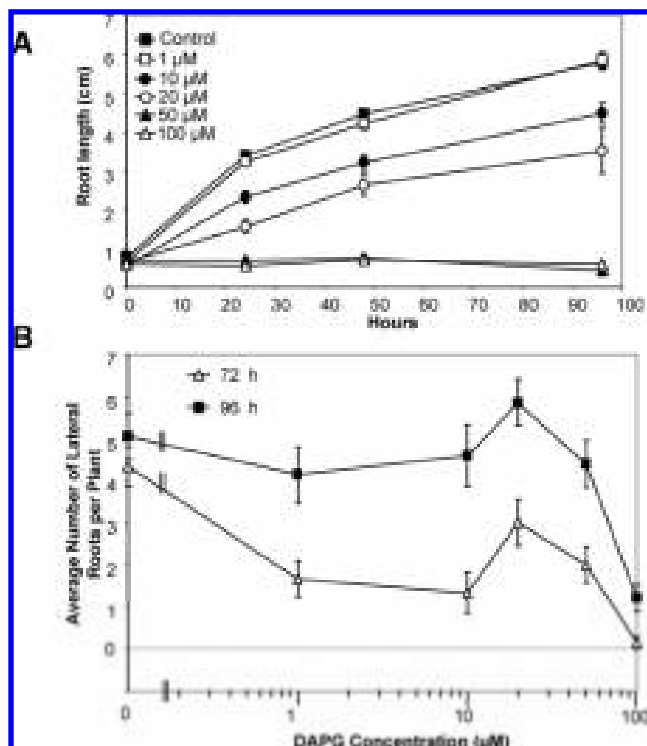 A
7
6
5
4
3
2
1
0
Root length (cm)
Control
1 µM
10 µM
20 µM
50 µM
100 µM
0 10 20 30 40 50 60 70 80 90 100
Hours
B
7
6
5
4
3
2
1
0
Average Number of Lateral
Roots per Plant
72 h
96 h
0 1 10 100
DAPG Concentration (µM)